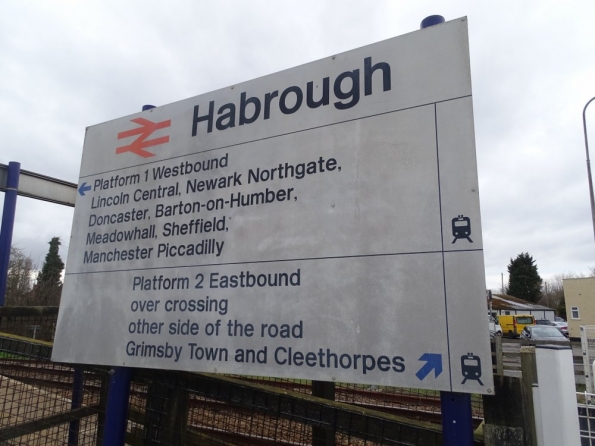 Habrough
Platform 1 Westbound
Lincoln Central, Newark Northgate,
Doncaster, Barton-on-Humber,
Meadowhall, Sheffield,
Manchester Piccadilly
Platform 2 Eastbound
over crossing
other side of the road
Grimsby Town and Cleethorpes